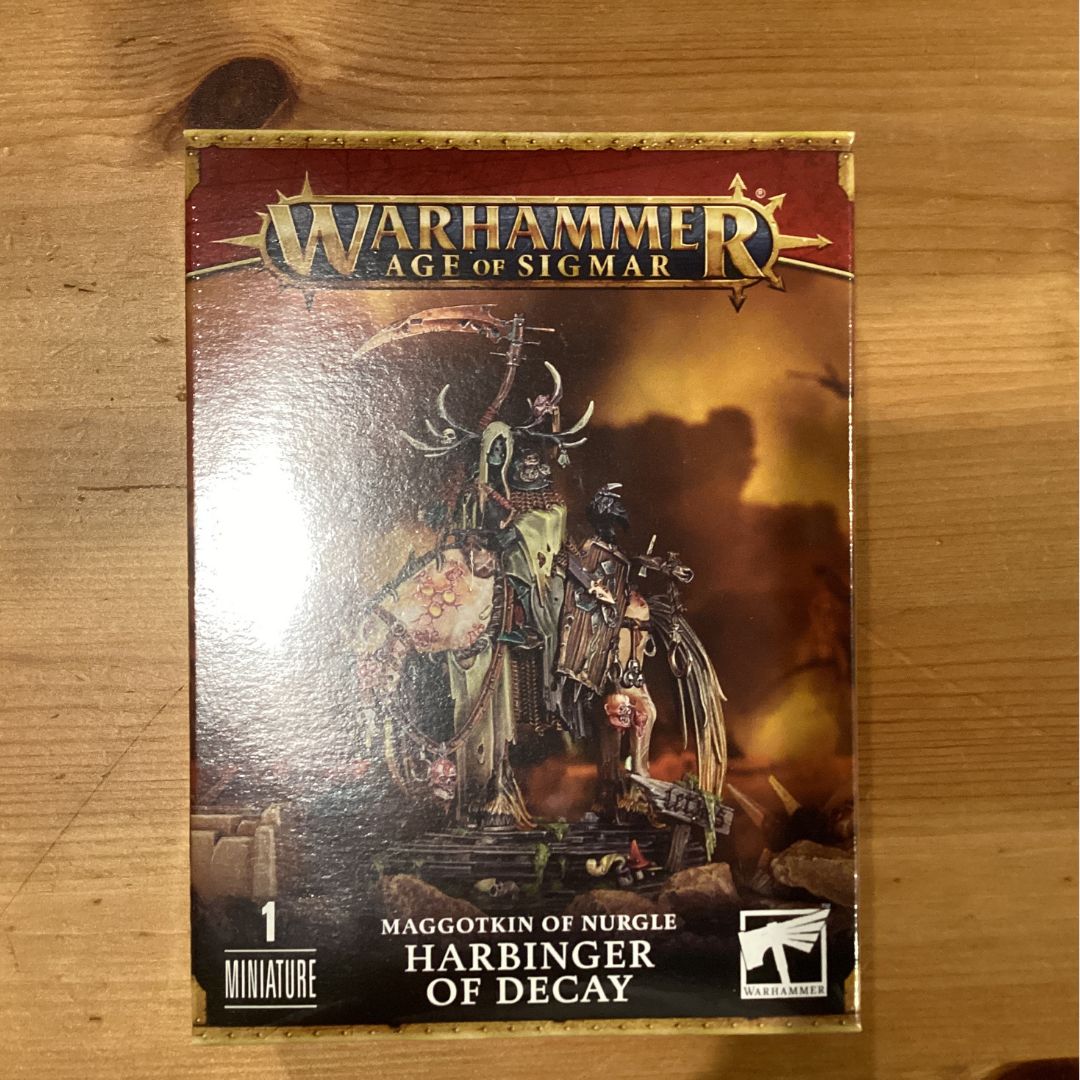 WARHAMMER
®
AGE OF SIGMAR
1
MINIATURE
MAGGOTKIN OF NURGLE
HARBINGER
OF DECAY
WARHAMMER